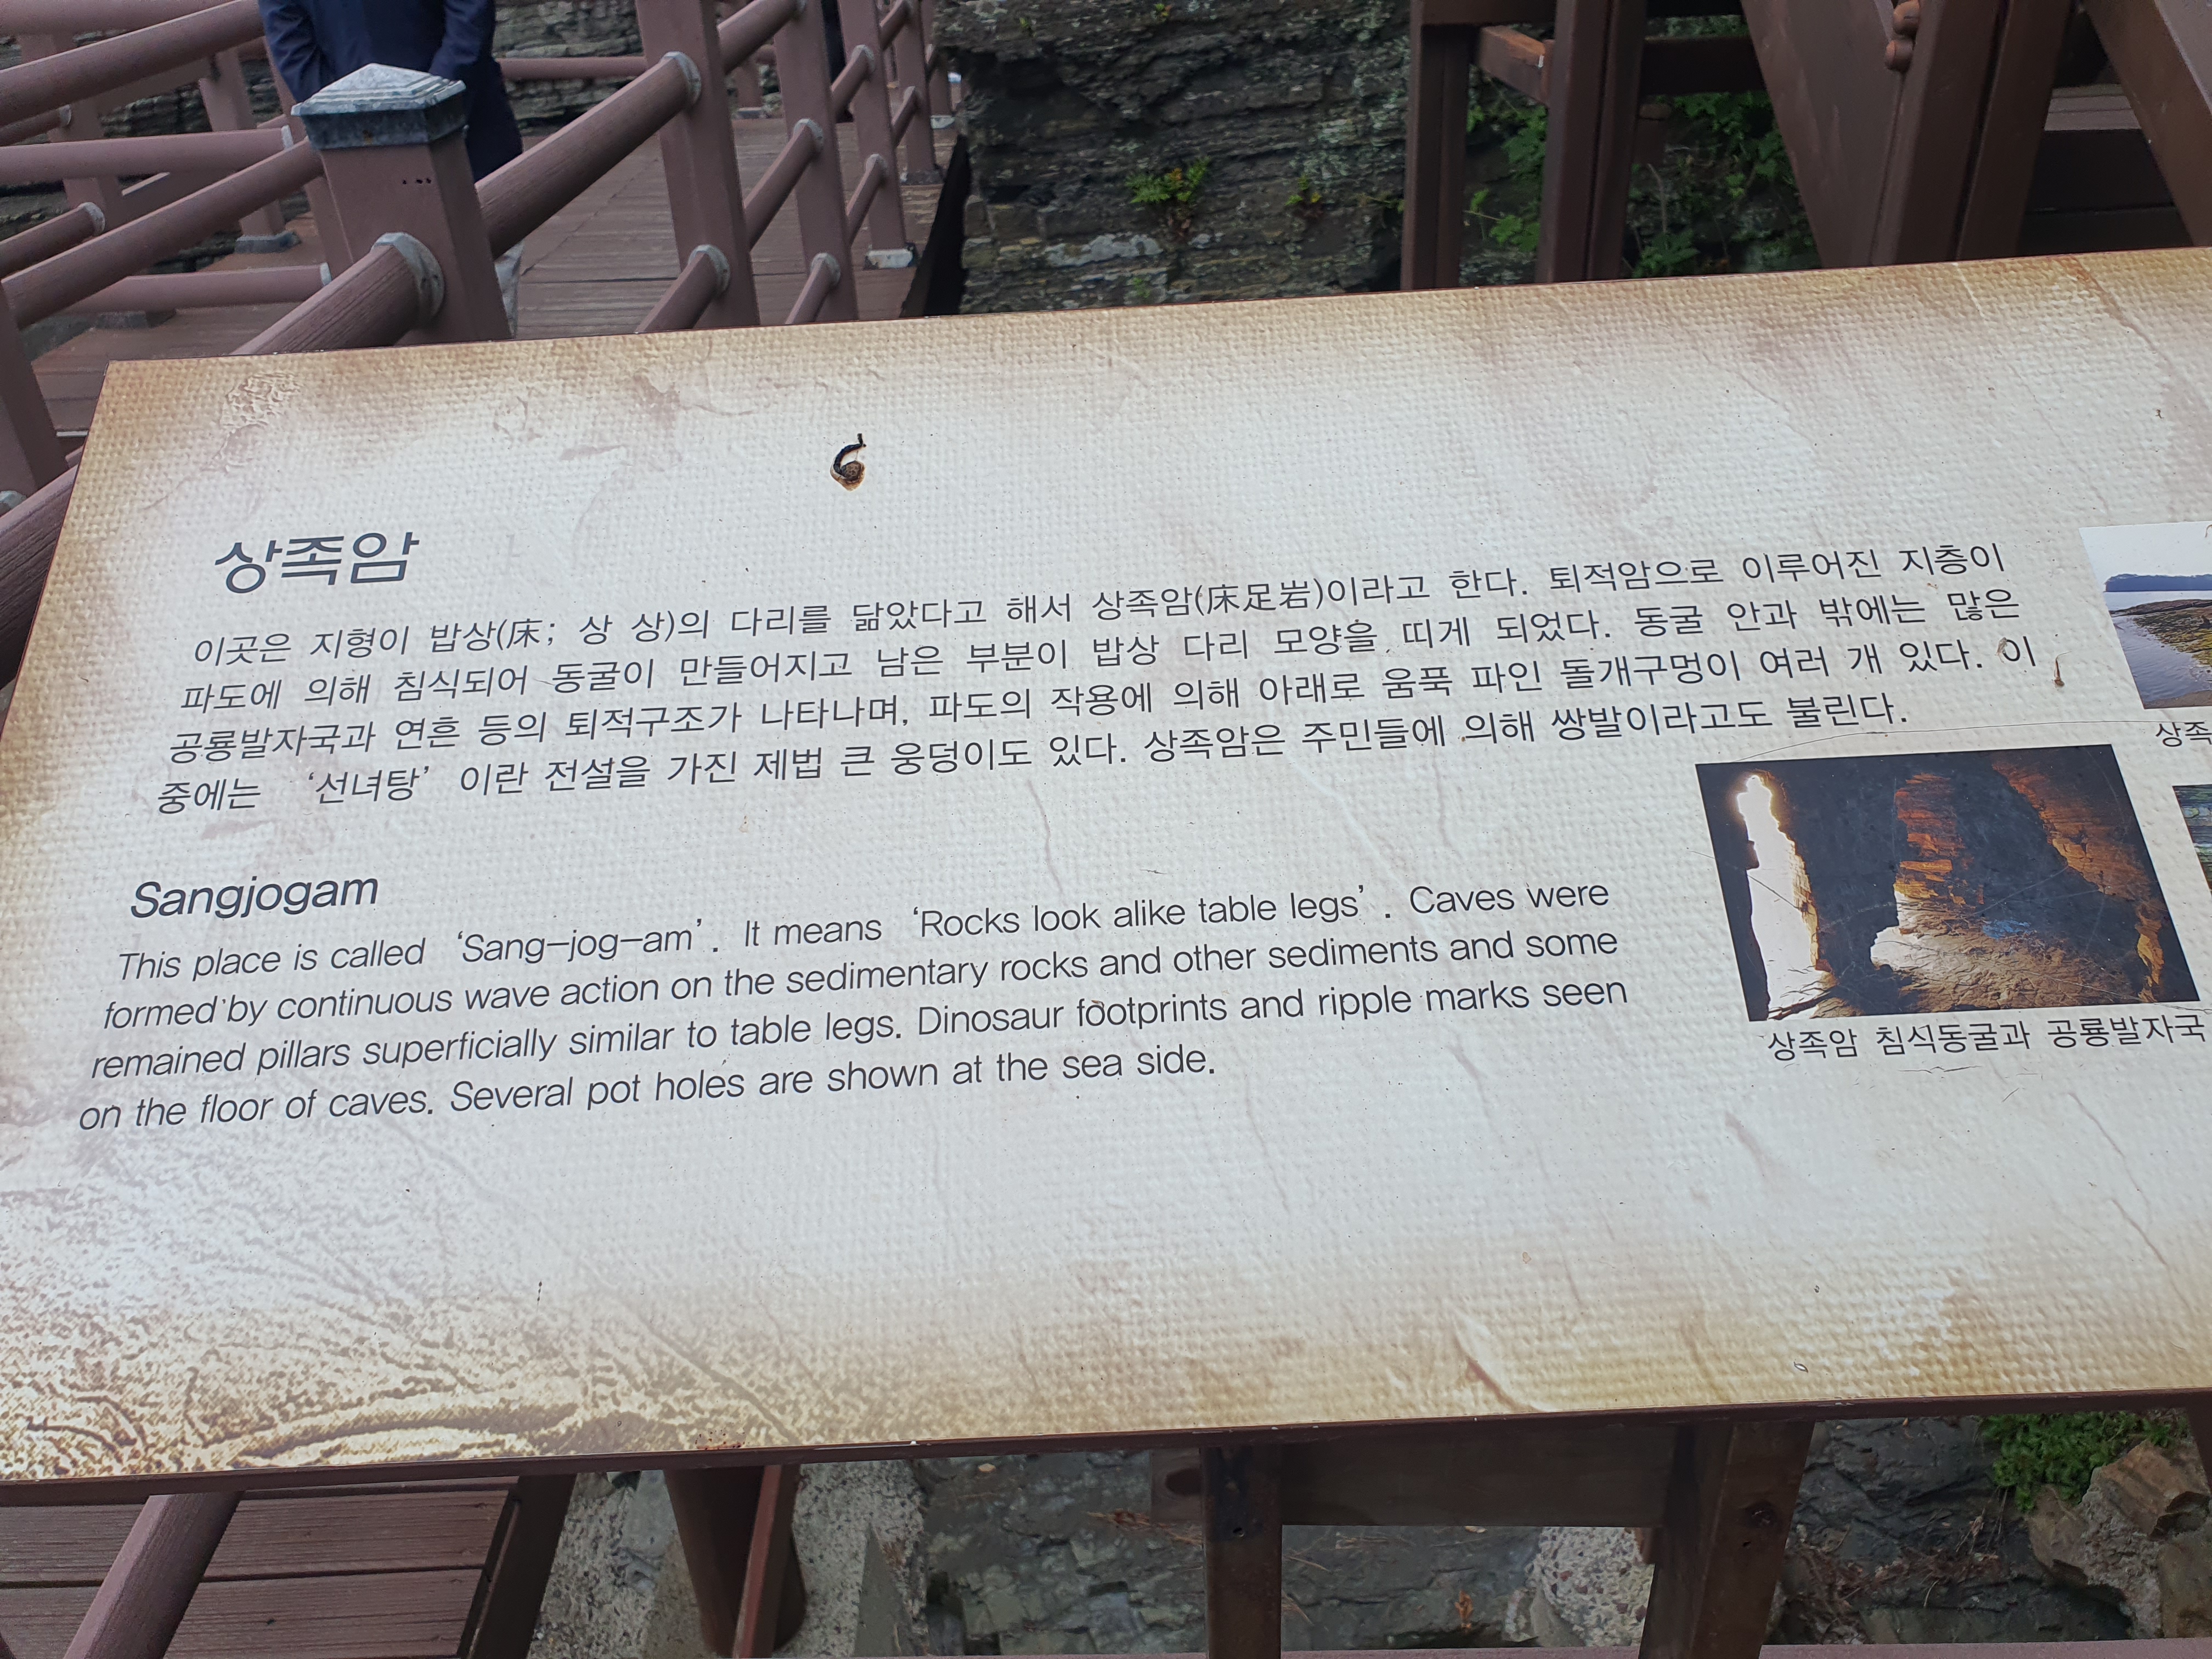 상족암
이곳은 지형이 밥상(床; 상 상)의 다리를 닮았다고 해서 상족암(床足岩)이라고 한다. 퇴적암으로 이루어진 지층이
파도에 의해 침식되어 동굴이 만들어지고 남은 부분이 밥상 다리 모양을 띠게 되었다. 동굴 안과 밖에는 많은
공룡발자국과 연흔 등의 퇴적구조가 나타나며, 파도의 작용에 의해 아래로 움푹 파인 돌개구멍이 여러 개 있다. 이
중에는 ‘선녀탕’ 이란 전설을 가진 제법 큰 웅덩이도 있다. 상족암은 주민들에 의해 쌍발이라고도 불린다.
Sangjogam
This place is called ‘Sang-jog-am’. It means ‘Rocks look alike table legs’. Caves were
formed by continuous wave action on the sedimentary rocks and other sediments and some
remained pillars superficially similar to table legs. Dinosaur footprints and ripple marks seen
on the floor of caves. Several pot holes are shown at the sea side.
상족
상족암 침식동굴과 공룡발자국